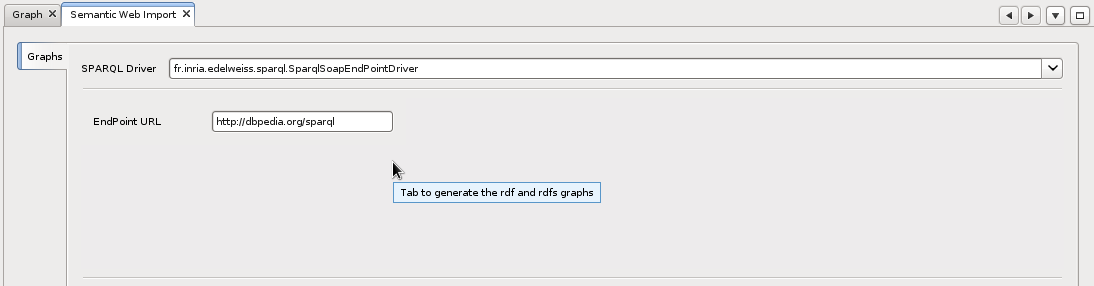 Graph
Semantic Web Import
Graphs
SPARQL Driver
fr.inria.edelweiss.sparql.SparqlSoapEndPointDriver
EndPoint URL
http://dbpedia.org/sparql
Tab to generate the rdf and rdfs graphs